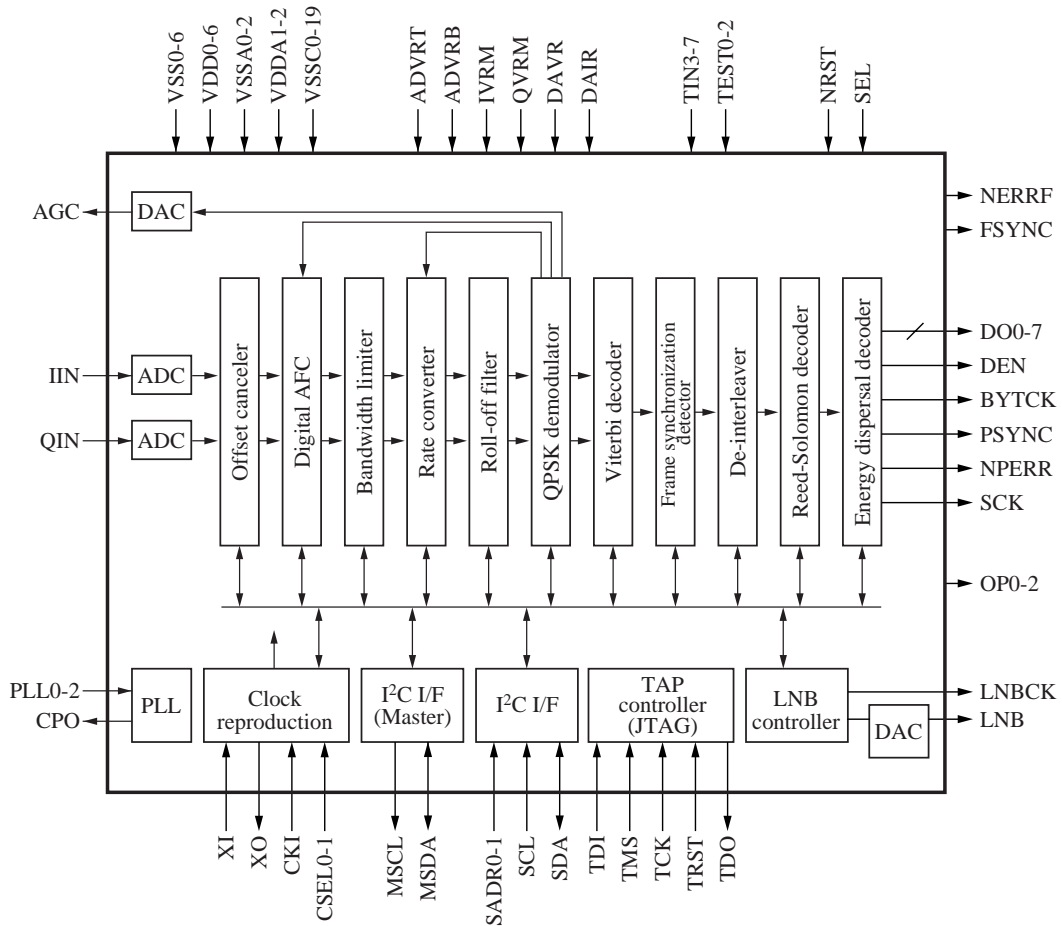 VSS0-6
VDD0-6
VSSA0-2
VDDA1-2
VSSC0-19
ADVRT
ADVRB
IVRM
QVRM
DAVR
DAIR
TIN3-7
TEST0-2
NRST
SEL
AGC
DAC
NERRF
FSYNC
IIN
ADC
QIN
ADC
Offset canceler
Digital AFC
Bandwidth limiter
Rate converter
Roll-off filter
QPSK demodulator
Viterbi decoder
Frame synchronization
detector
De-interleaver
Reed-Solomon decoder
Energy dispersal decoder
DO0-7
DEN
BYTCK
PSYNC
NPERR
SCK
OP0-2
PLL0-2
CPO
PLL
Clock
reproduction
I²C I/F
(Master)
I²C I/F
TAP
controller
(JTAG)
LNB
controller
DAC
LNBCK
LNB
XI
XO
CKI
CSEL0-1
MSCL
MSDA
SADR0-1
SCL
SDA
TDI
TMS
TCK
TRST
TDO